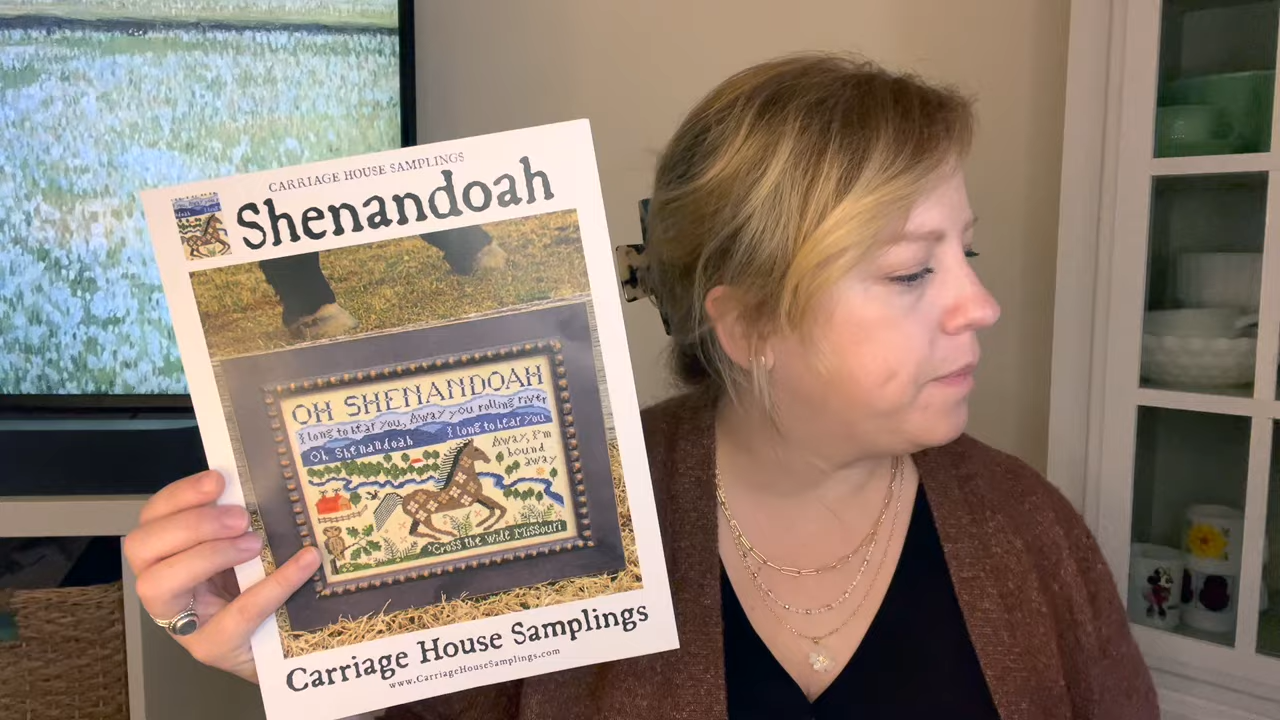 CARRIAGE HOUSE SAMPLINGS
Shenandoah
OH SHENANDOAH
I long to hear you, Away you rolling river
Oh Shenandoah I long to hear you
Away, I'm
bound
away
'Cross the wide Missouri
Carriage House Samplings
www.CarriageHouseSamplings.com